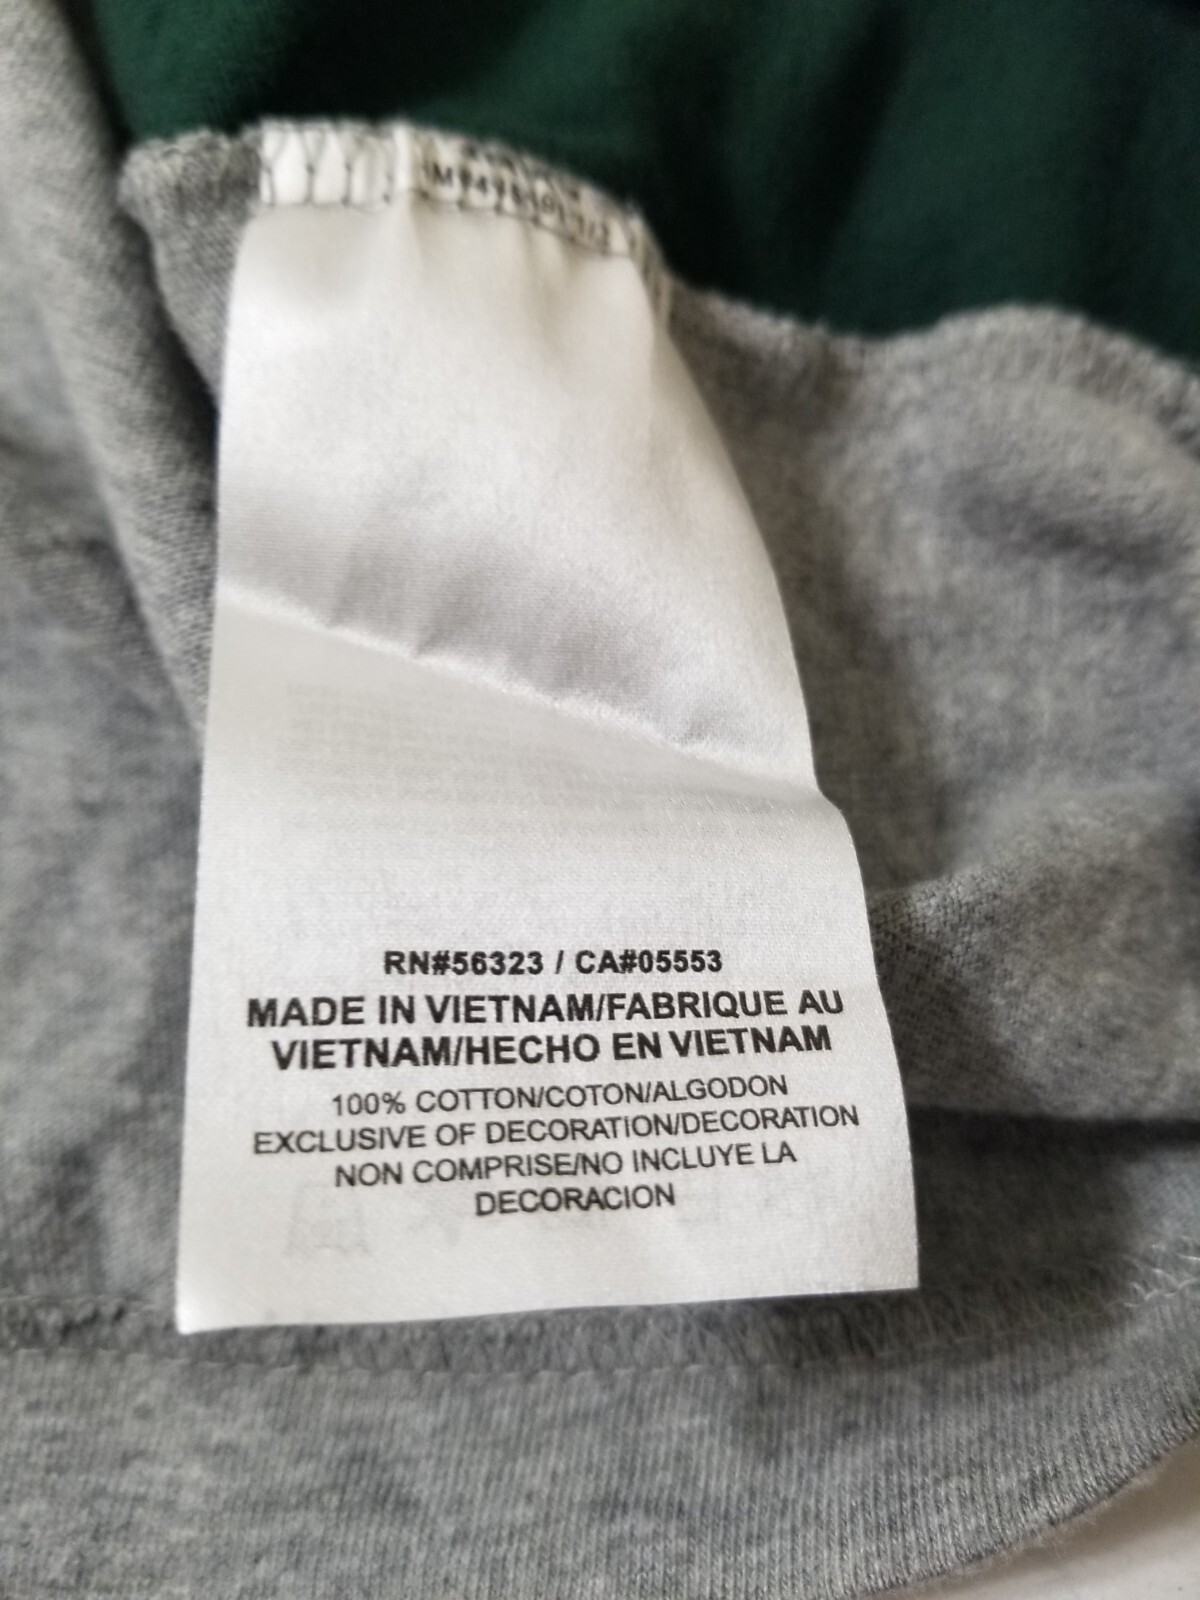 RN#56323 / CA#05553
MADE IN VIETNAM/FABRIQUE AU
VIETNAM/HECHO EN VIETNAM
100% COTTON/COTON/ALGODON
EXCLUSIVE OF DECORATION/DECORATION
NON COMPRISE/NO INCLUYE LA
DECORACION